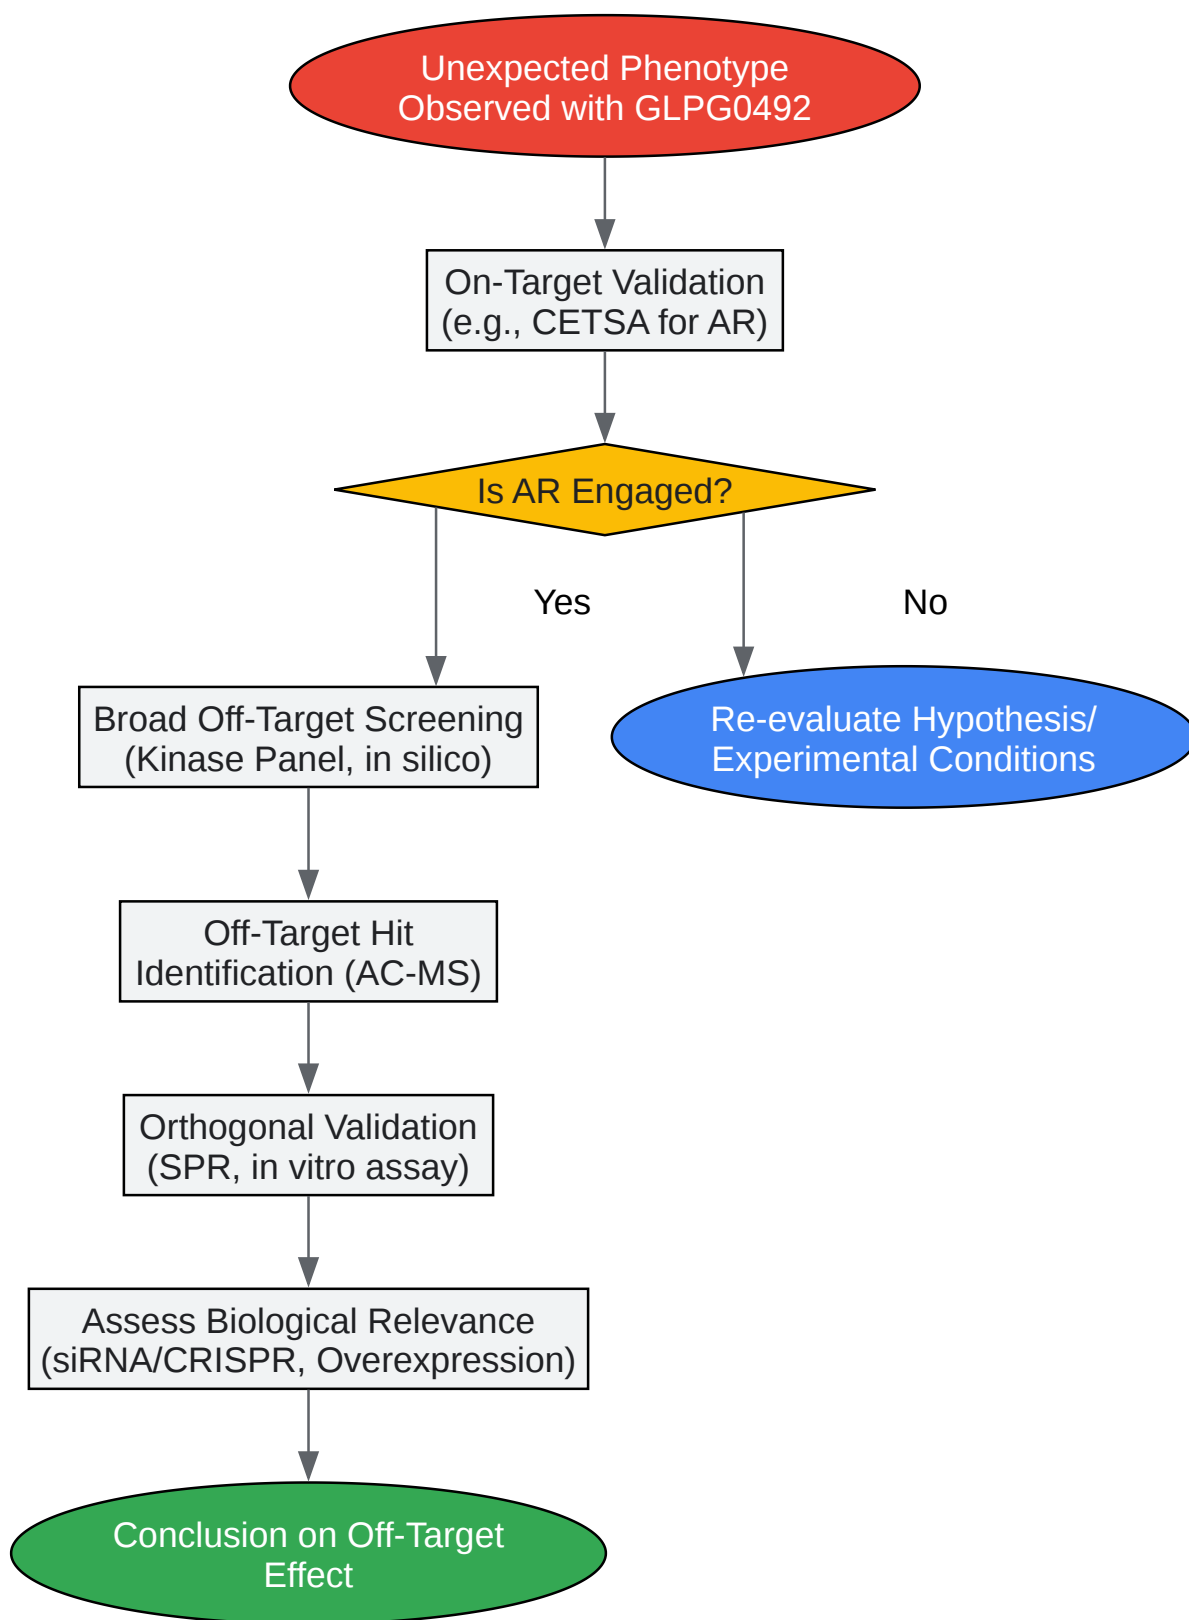 Unexpected Phenotype
Observed with GLPG0492
On-Target Validation
(e.g., CETSA for AR)
Is AR Engaged?
Yes
No
Broad Off-Target Screening
(Kinase Panel, in silico)
Re-evaluate Hypothesis/
Experimental Conditions
Off-Target Hit
Identification (AC-MS)
Orthogonal Validation
(SPR, in vitro assay)
Assess Biological Relevance
(siRNA/CRISPR, Overexpression)
Conclusion on Off-Target
Effect